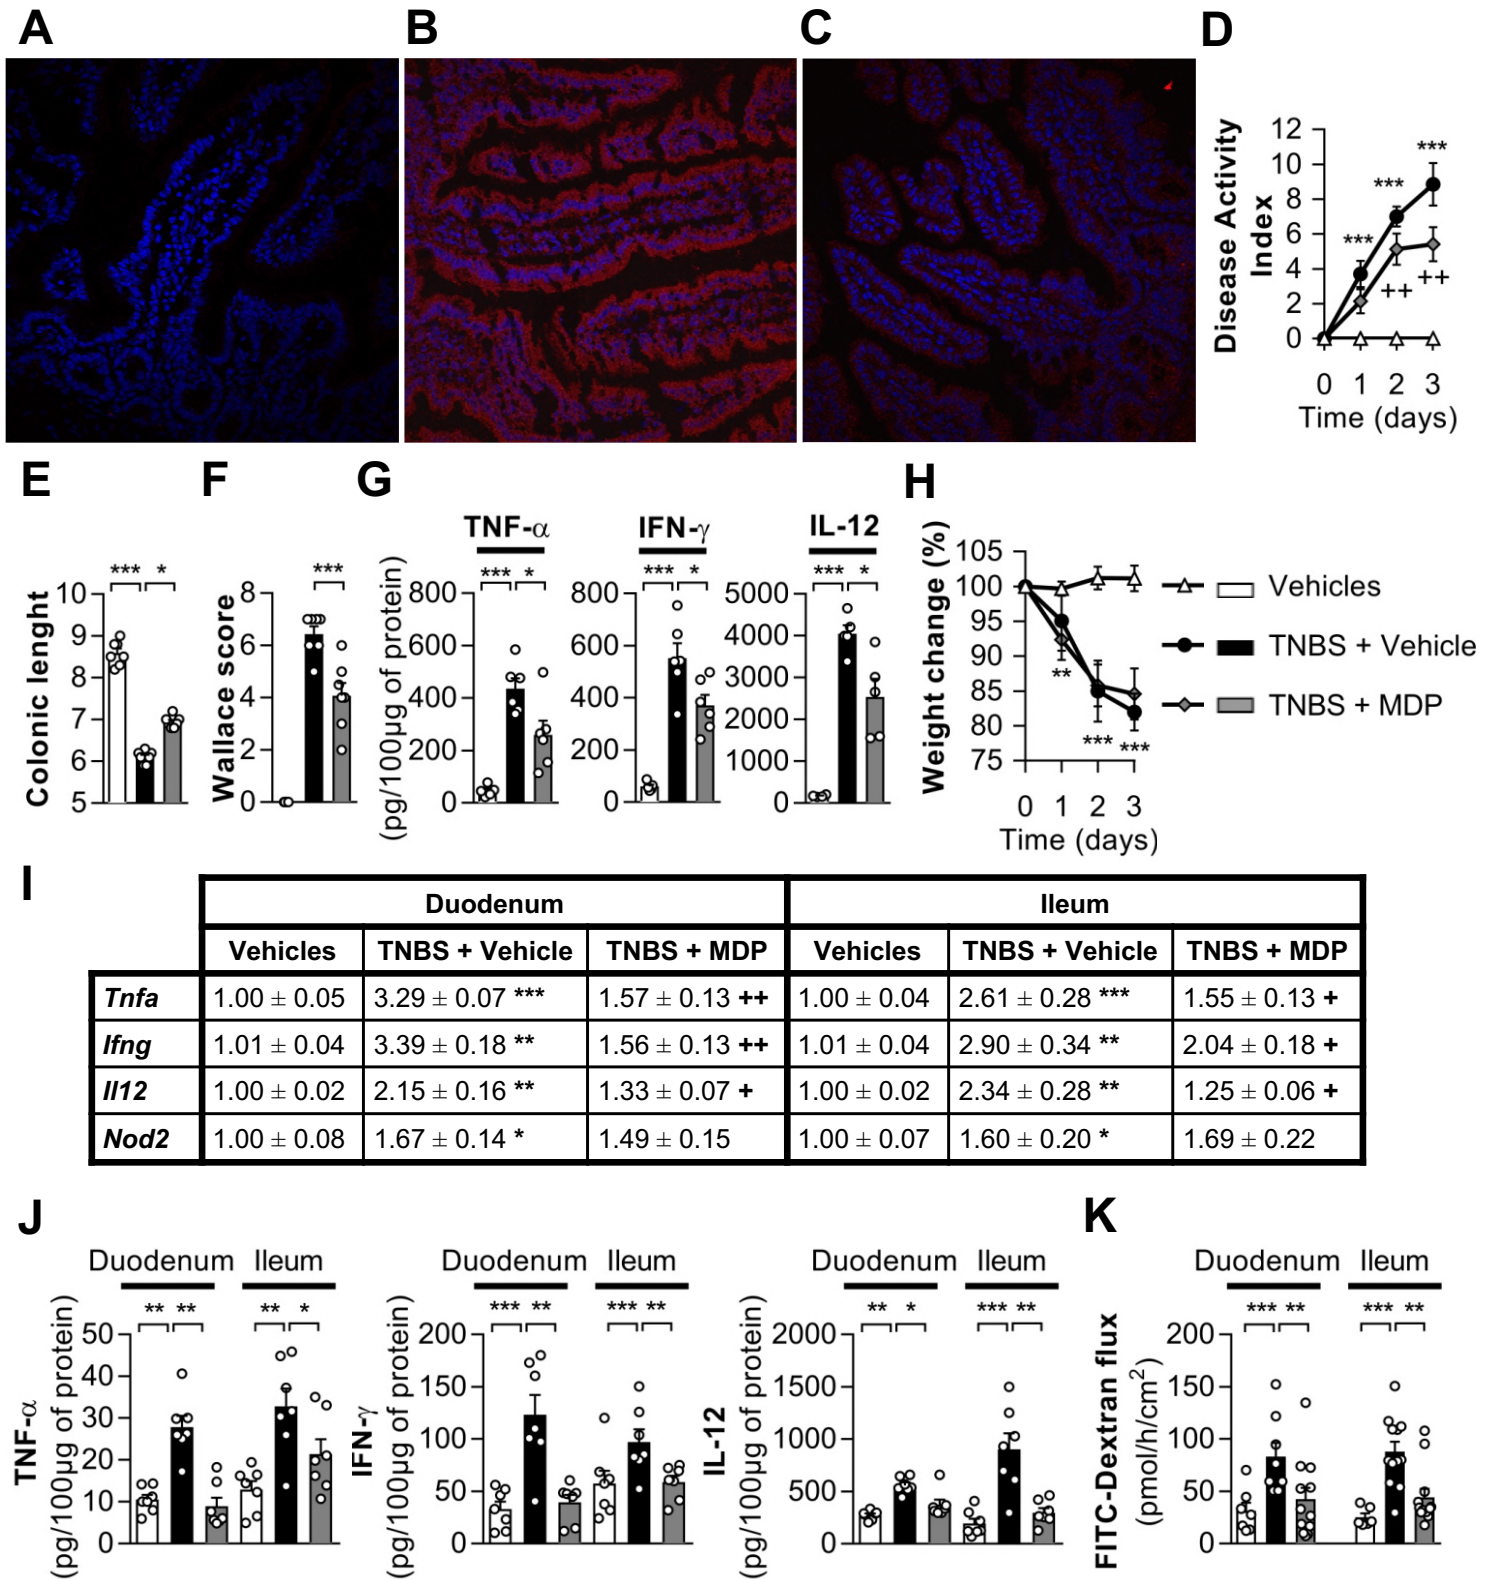 A
B
C
D
Disease Activity
Index
12
10
8
6
4
2
0
***
***
***
++
++
0 1 2 3
Time (days)
E
Colonic lenght
10
9
8
7
6
5
*** *
F
Wallace score
8
6
4
2
0
***
G
(pg/100µg of protein)
TNF-α
*** *
800
600
400
200
0
IFN-γ
*** *
800
600
400
200
0
IL-12
*** *
5000
4000
3000
2000
1000
0
H
Weight change (%)
105
100
95
90
85
80
75
**
***
***
0 1 2 3
Time (days)
Vehicles
TNBS + Vehicle
TNBS + MDP
I
Duodenum Ileum
Vehicles TNBS + Vehicle TNBS + MDP Vehicles TNBS + Vehicle TNBS + MDP
Tnfa 1.00 ± 0.05 3.29 ± 0.07 *** 1.57 ± 0.13 ++ 1.00 ± 0.04 2.61 ± 0.28 *** 1.55 ± 0.13 +
Ifng 1.01 ± 0.04 3.39 ± 0.18 ** 1.56 ± 0.13 ++ 1.01 ± 0.04 2.90 ± 0.34 ** 2.04 ± 0.18 +
Il12 1.00 ± 0.02 2.15 ± 0.16 ** 1.33 ± 0.07 + 1.00 ± 0.02 2.34 ± 0.28 ** 1.25 ± 0.06 +
Nod2 1.00 ± 0.08 1.67 ± 0.14 * 1.49 ± 0.15 1.00 ± 0.07 1.60 ± 0.20 * 1.69 ± 0.22
J
Duodenum Ileum
** ** ** *
TNF-α
(pg/100µg of protein)
50
40
30
20
10
0
Duodenum Ileum
*** ** *** **
IFN-γ
(pg/100µg of protein)
200
150
100
50
0
Duodenum Ileum
** * *** **
IL-12
(pg/100µg of protein)
2000
1500
1000
500
0
K
Duodenum Ileum
*** ** *** **
FITC-Dextran flux
(pmol/h/cm²)
200
150
100
50
0